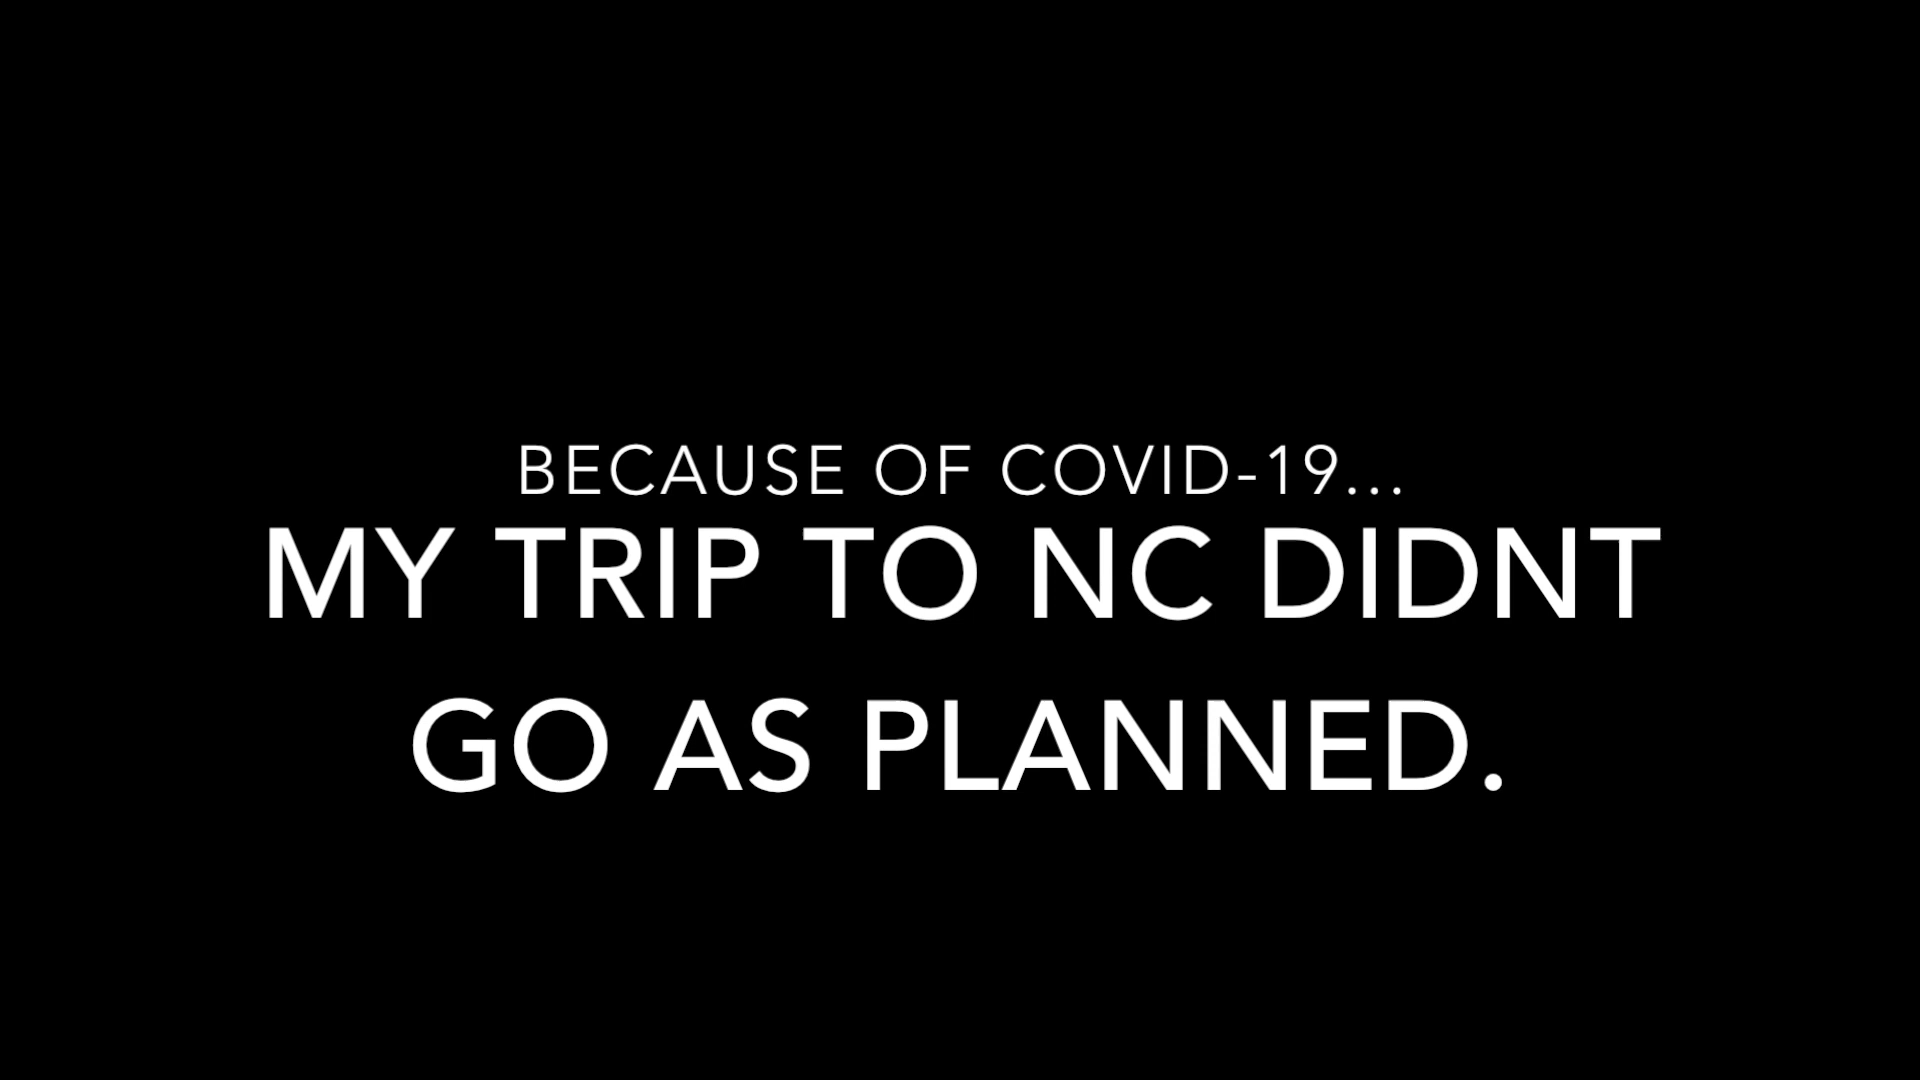 BECAUSE OF COVID-19...
MY TRIP TO NC DIDNT
GO AS PLANNED.